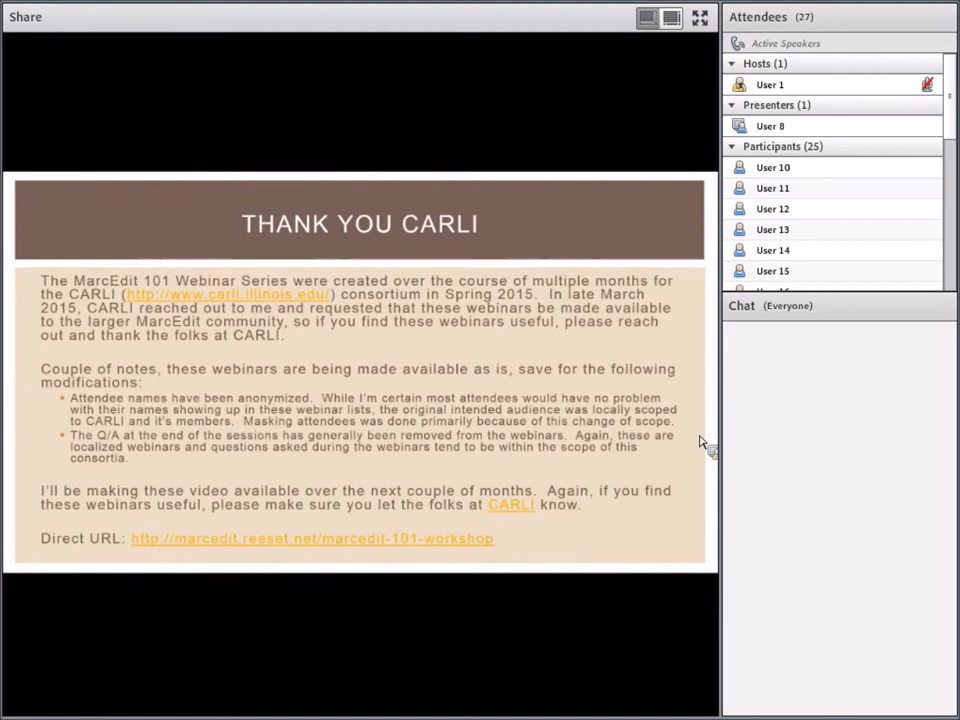 Share
Attendees (27)
Active Speakers
Hosts (1)
User 1
Presenters (1)
User 8
Participants (25)
User 10
User 11
User 12
User 13
User 14
User 15
Chat (Everyone)
THANK YOU CARLI
The MarcEdit 101 Webinar Series were created over the course of multiple months for
the CARLI (http://www.carli.illinois.edu/) consortium in Spring 2015. In late March
2015, CARLI reached out to me and requested that these webinars be made available
to the larger MarcEdit community, so if you find these webinars useful, please reach
out and thank the folks at CARLI.
Couple of notes, these webinars are being made available as is, save for the following
modifications:
• Attendee names have been anonymized. While I'm certain most attendees would have no problem
with their names showing up in these webinar lists, the original intended audience was locally scoped
to CARLI and it's members. Masking attendees was done primarily because of this change of scope.
• The Q/A at the end of the sessions has generally been removed from the webinars. Again, these are
localized webinars and questions asked during the webinars tend to be within the scope of this
consortia.
I'll be making these video available over the next couple of months. Again, if you find
these webinars useful, please make sure you let the folks at CARLI know.
Direct URL: http://marcedit.reeset.net/marcedit-101-workshop